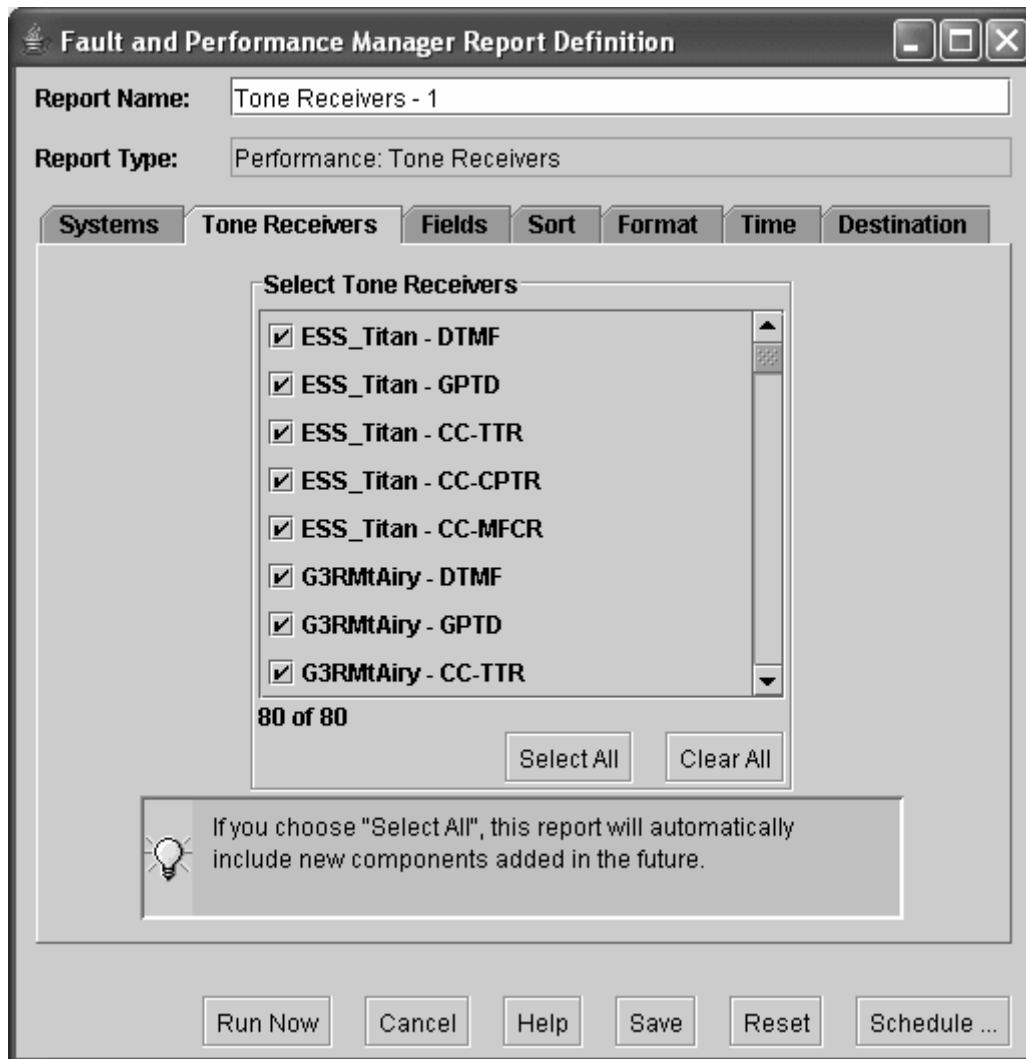 Fault and Performance Manager Report Definition
Report Name: Tone Receivers - 1
Report Type: Performance: Tone Receivers
Systems Tone Receivers Fields Sort Format Time Destination
Select Tone Receivers
ESS_Titan - DTMF
ESS_Titan - GPTD
ESS_Titan - CC-TTR
ESS_Titan - CC-CPTR
ESS_Titan - CC-MFCR
G3RMtAiry - DTMF
G3RMtAiry - GPTD
G3RMtAiry - CC-TTR
80 of 80
Select All Clear All
If you choose "Select All", this report will automatically
include new components added in the future.
Run Now Cancel Help Save Reset Schedule ...